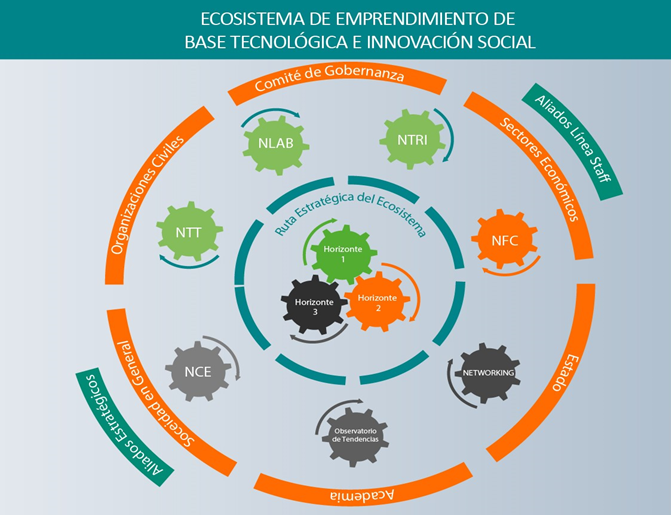 ECOSISTEMA DE EMPRENDIMIENTO DE
BASE TECNOLÓGICA E INNOVACIÓN SOCIAL
Comité de Gobernanza
Aliados Línea Staff
Organizaciones Civiles
Sectores Económicos
NLAB
NTRI
NTT
NFC
Ruta Estratégica del Ecosistema
Horizonte
1
Horizonte
2
Horizonte
3
NCE
NETWORKING
Observatorio
de Tendencias
Soceidad en General
Estado
Aliados Estratégicos
Academia